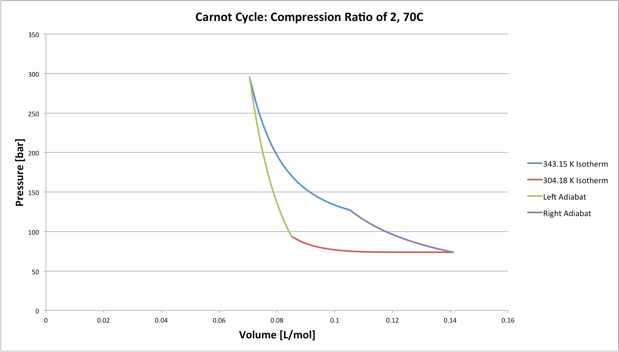 Carnot Cycle: Compression Ratio of 2, 70C
350
300
250
200
150
100
50
0
Pressure [bar]
0 0.02 0.04 0.06 0.08 0.1 0.12 0.14 0.16
Volume [L/mol]
343.15 K Isotherm
304.18 K Isotherm
Left Adiabat
Right Adiabat